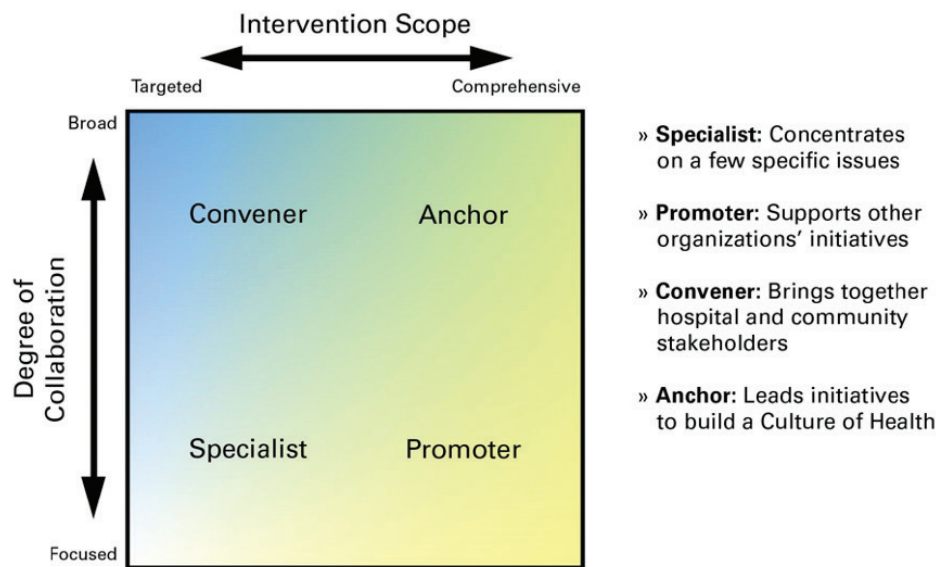 Intervention Scope
Targeted
Comprehensive
Broad
Degree of
Collaboration
Focused
Convener
Anchor
Specialist
Promoter
» Specialist: Concentrates
on a few specific issues
» Promoter: Supports other
organizations’ initiatives
» Convener: Brings together
hospital and community
stakeholders
» Anchor: Leads initiatives
to build a Culture of Health